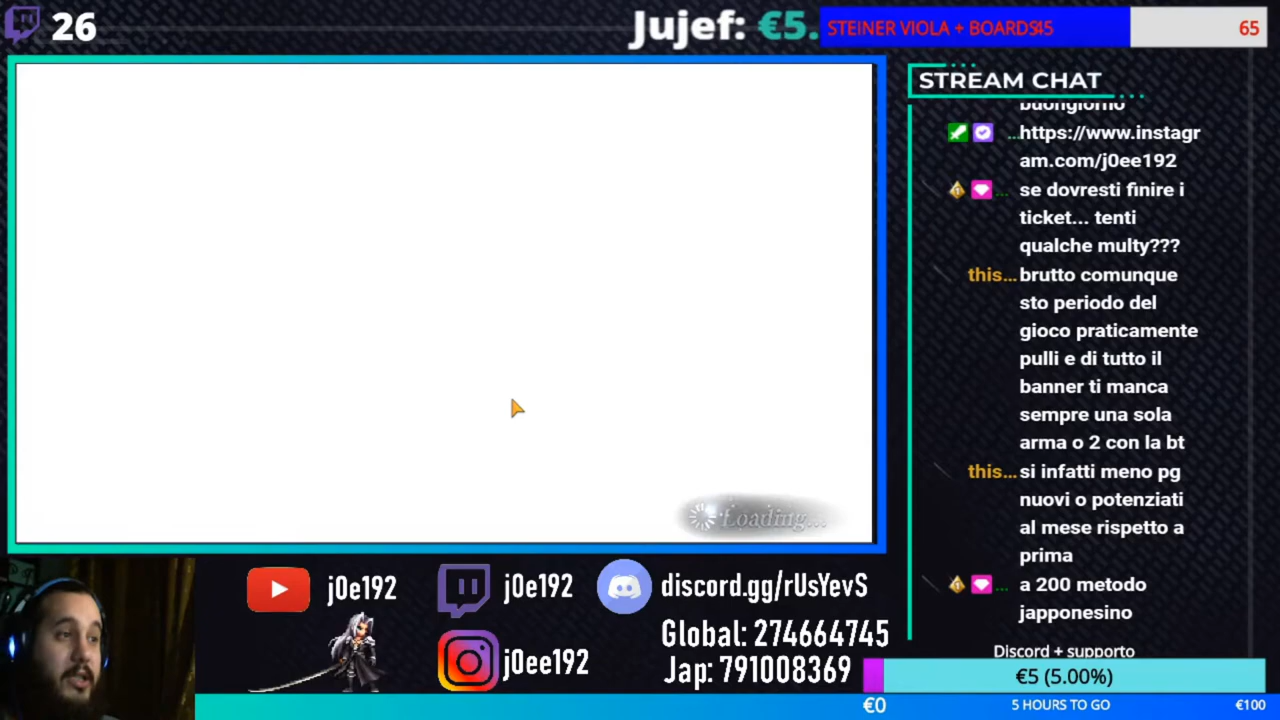 26
Jujef: €5.
STEINER VIOLA + BOARDS45
65
STREAM CHAT
buongiorno
...https://www.instagr
am.com/j0ee192
... se dovresti finire i
ticket... tenti
qualche multy???
this... brutto comunque
sto periodo del
gioco praticamente
pulli e di tutto il
banner ti manca
sempre una sola
arma o 2 con la bt
this... si infatti meno pg
nuovi o potenziati
al mese rispetto a
prima
... a 200 metodo
japponesino
Loading...
j0e192
j0e192
discord.gg/rUsYevS
j0ee192
Global: 274664745
Jap: 791008369
Discord + supporto
€5 (5.00%)
€0
5 HOURS TO GO
€100